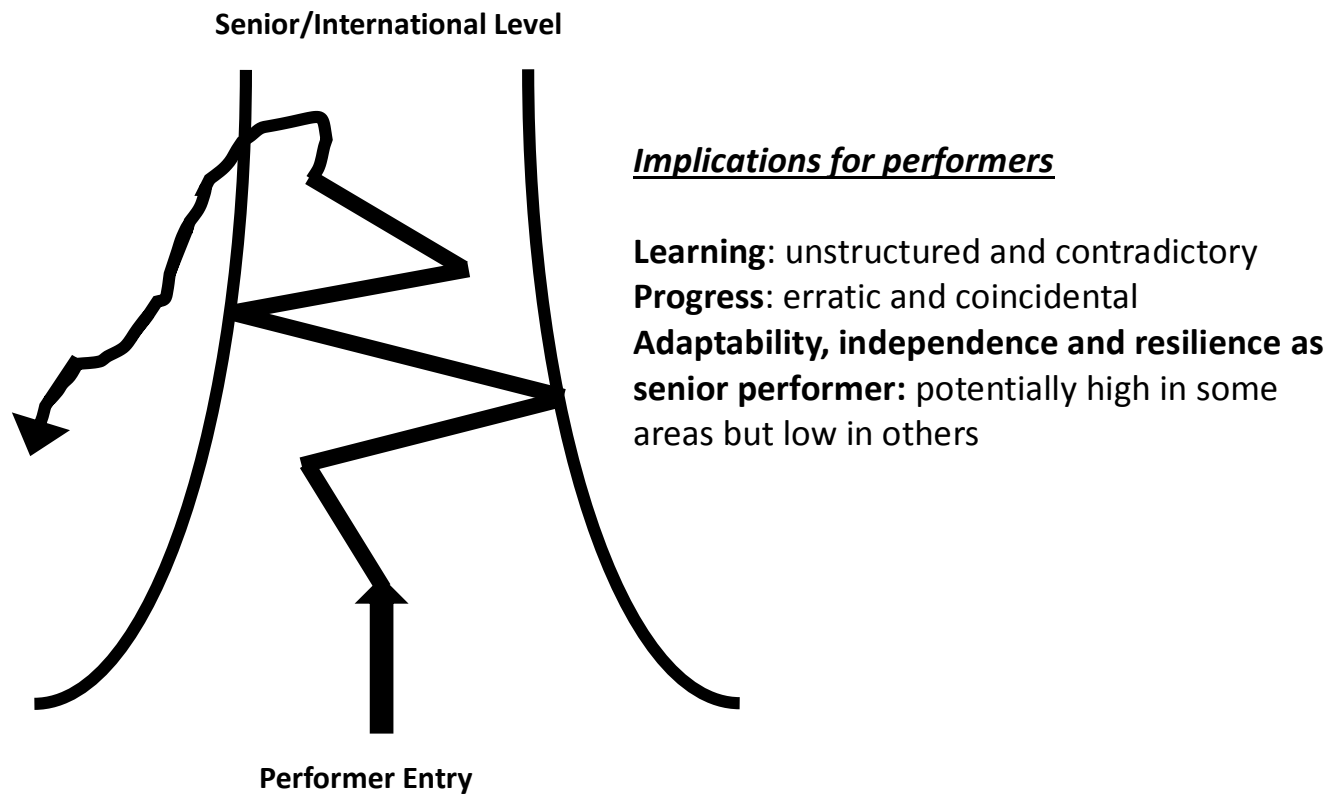 Senior/International Level
Implications for performers
Learning: unstructured and contradictory
Progress: erratic and coincidental
Adaptability, independence and resilience as
senior performer: potentially high in some
areas but low in others
Performer Entry